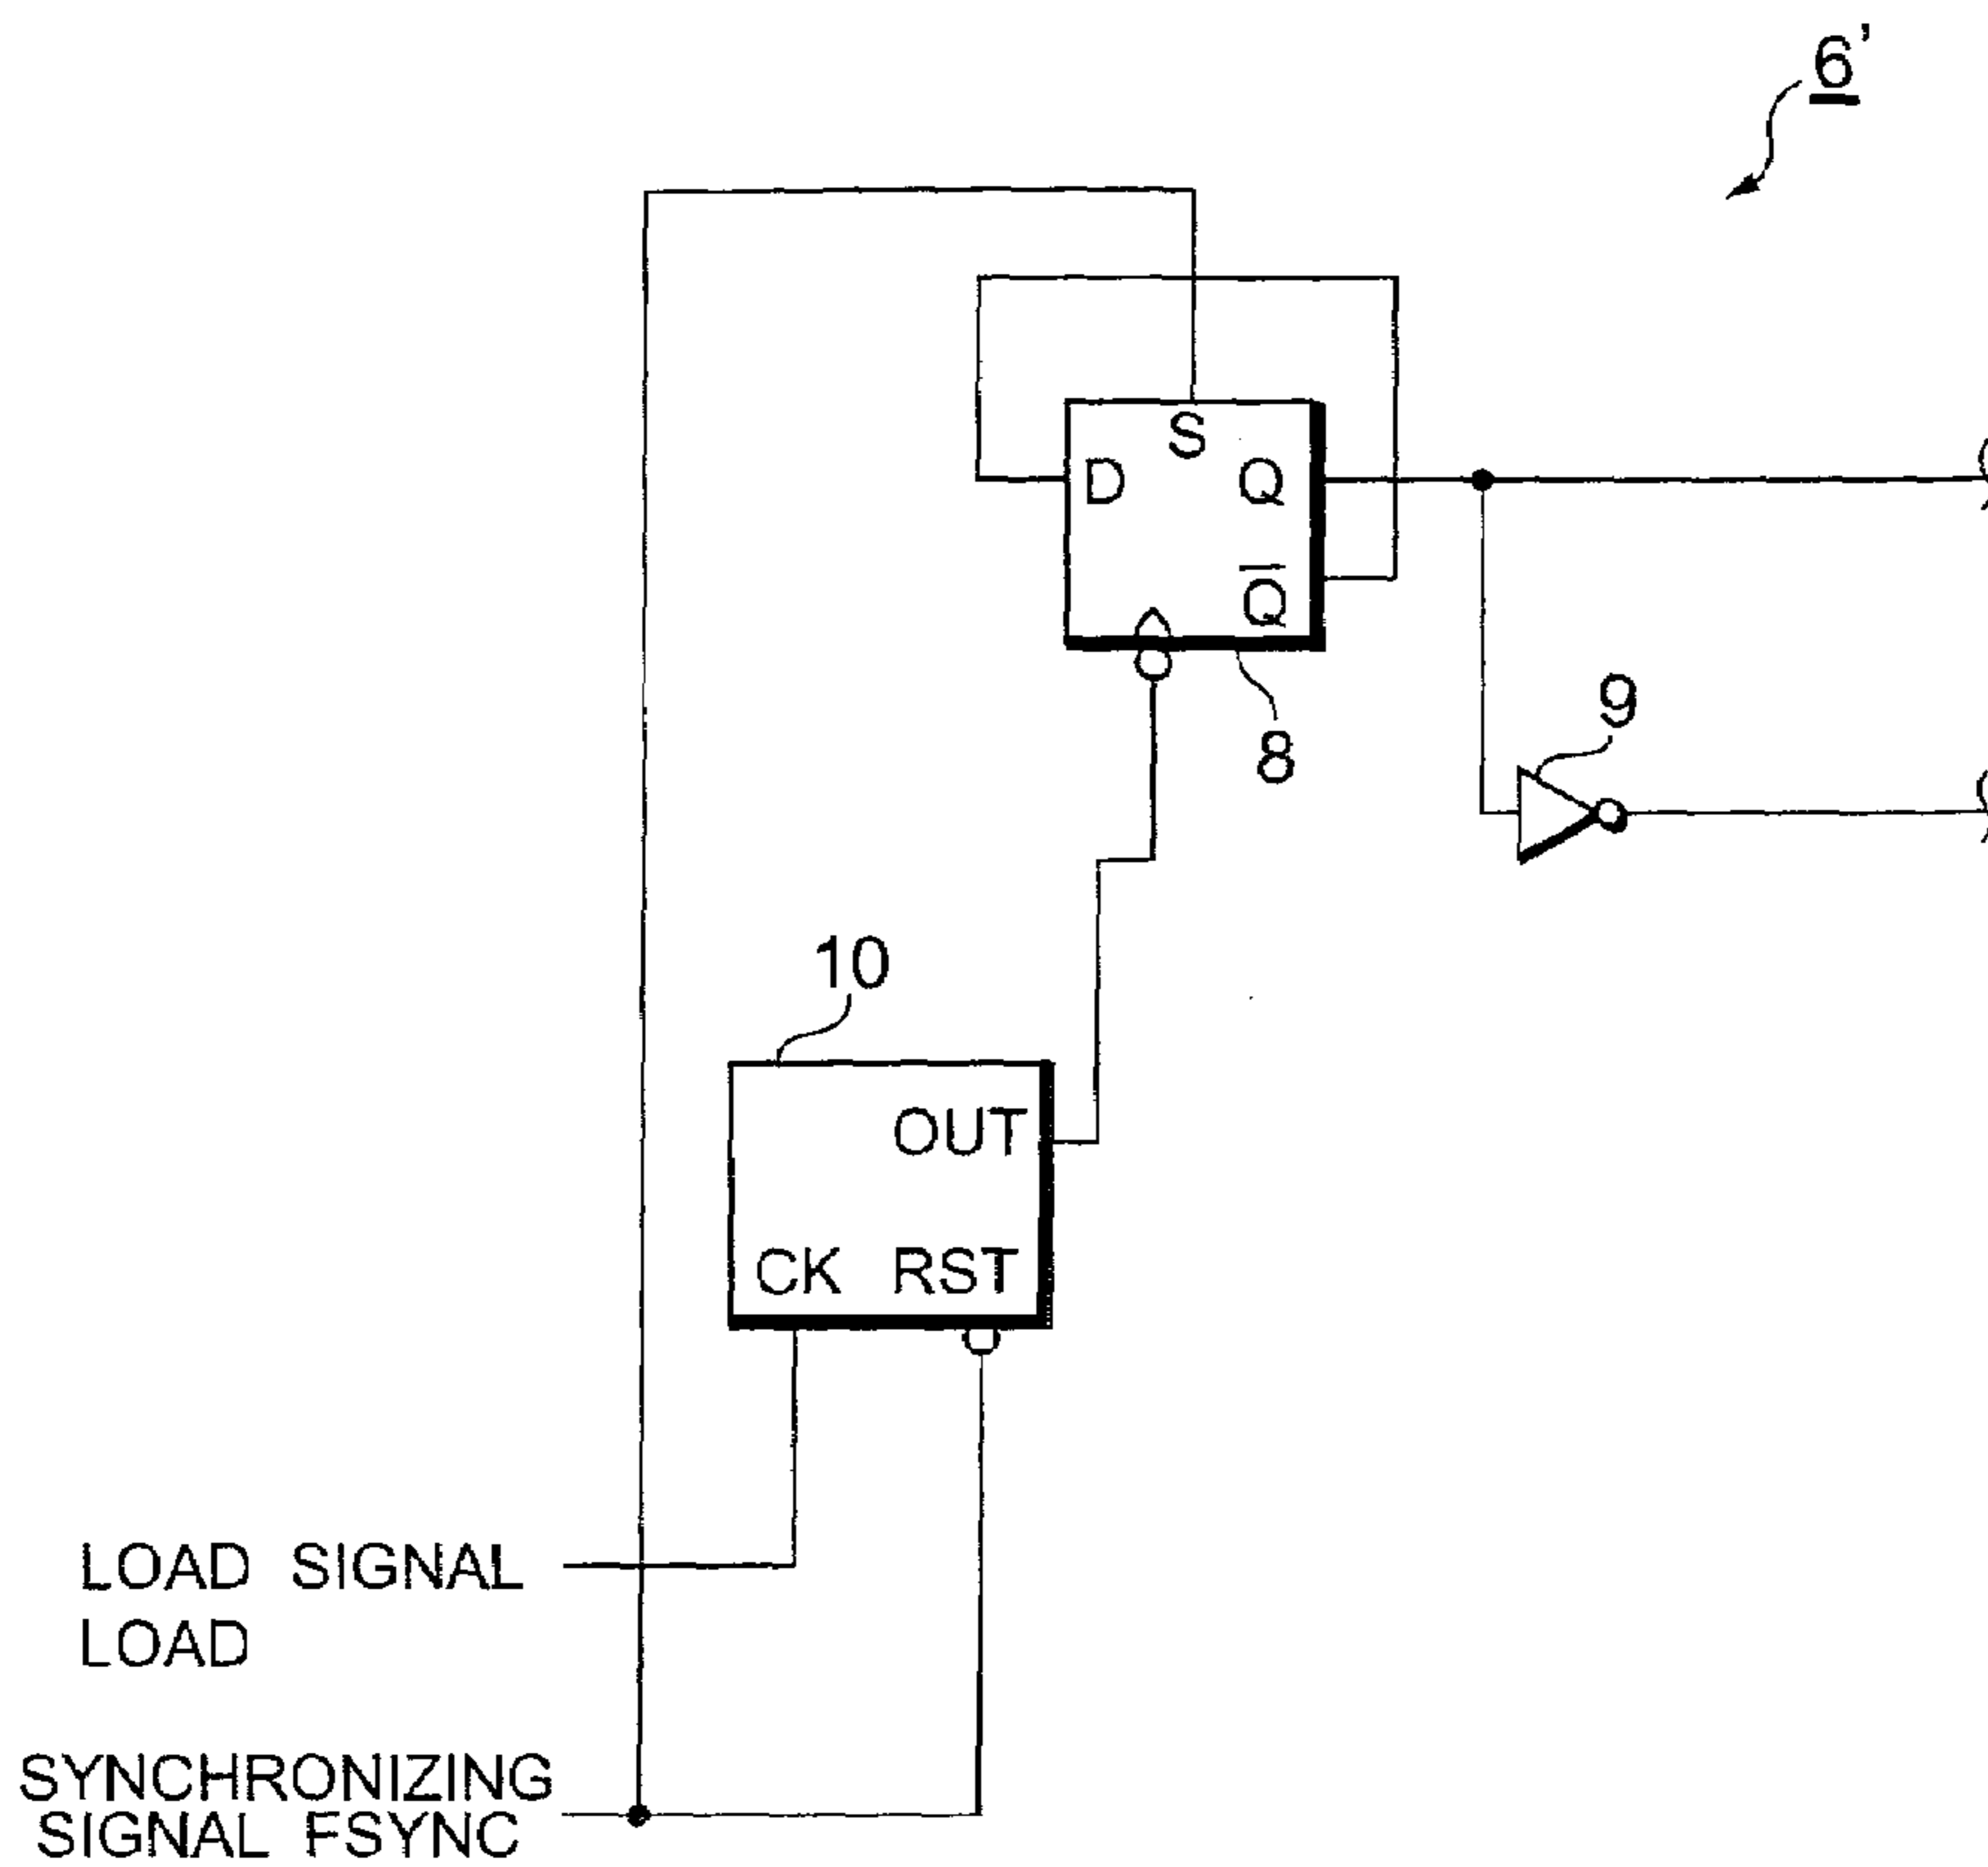 6'
S
D Q
Q̅
9
8
10
OUT
CK RST
LOAD SIGNAL
LOAD
SYNCHRONIZING
SIGNAL FSYNC